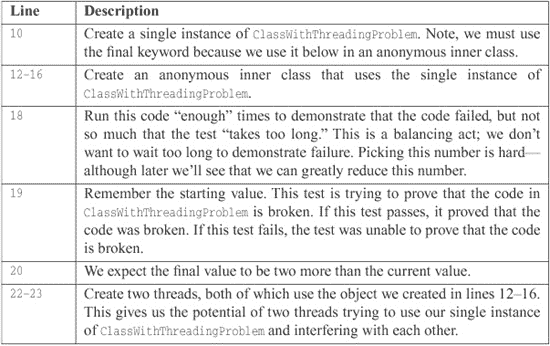 Line Description
10 Create a single instance of ClassWithThreadingProblem. Note, we must use
the final keyword because we use it below in an anonymous inner class.
12–16 Create an anonymous inner class that uses the single instance of
ClassWithThreadingProblem.
18 Run this code “enough” times to demonstrate that the code failed, but not
so much that the test “takes too long.” This is a balancing act; we don’t
want to wait too long to demonstrate failure. Picking this number is hard—
although later we’ll see that we can greatly reduce this number.
19 Remember the starting value. This test is trying to prove that the code in
ClassWithThreadingProblem is broken. If this test passes, it proved that the
code was broken. If this test fails, the test was unable to prove that the code
is broken.
20 We expect the final value to be two more than the current value.
22–23 Create two threads, both of which use the object we created in lines 12–16.
This gives us the potential of two threads trying to use our single instance
of ClassWithThreadingProblem and interfering with each other.